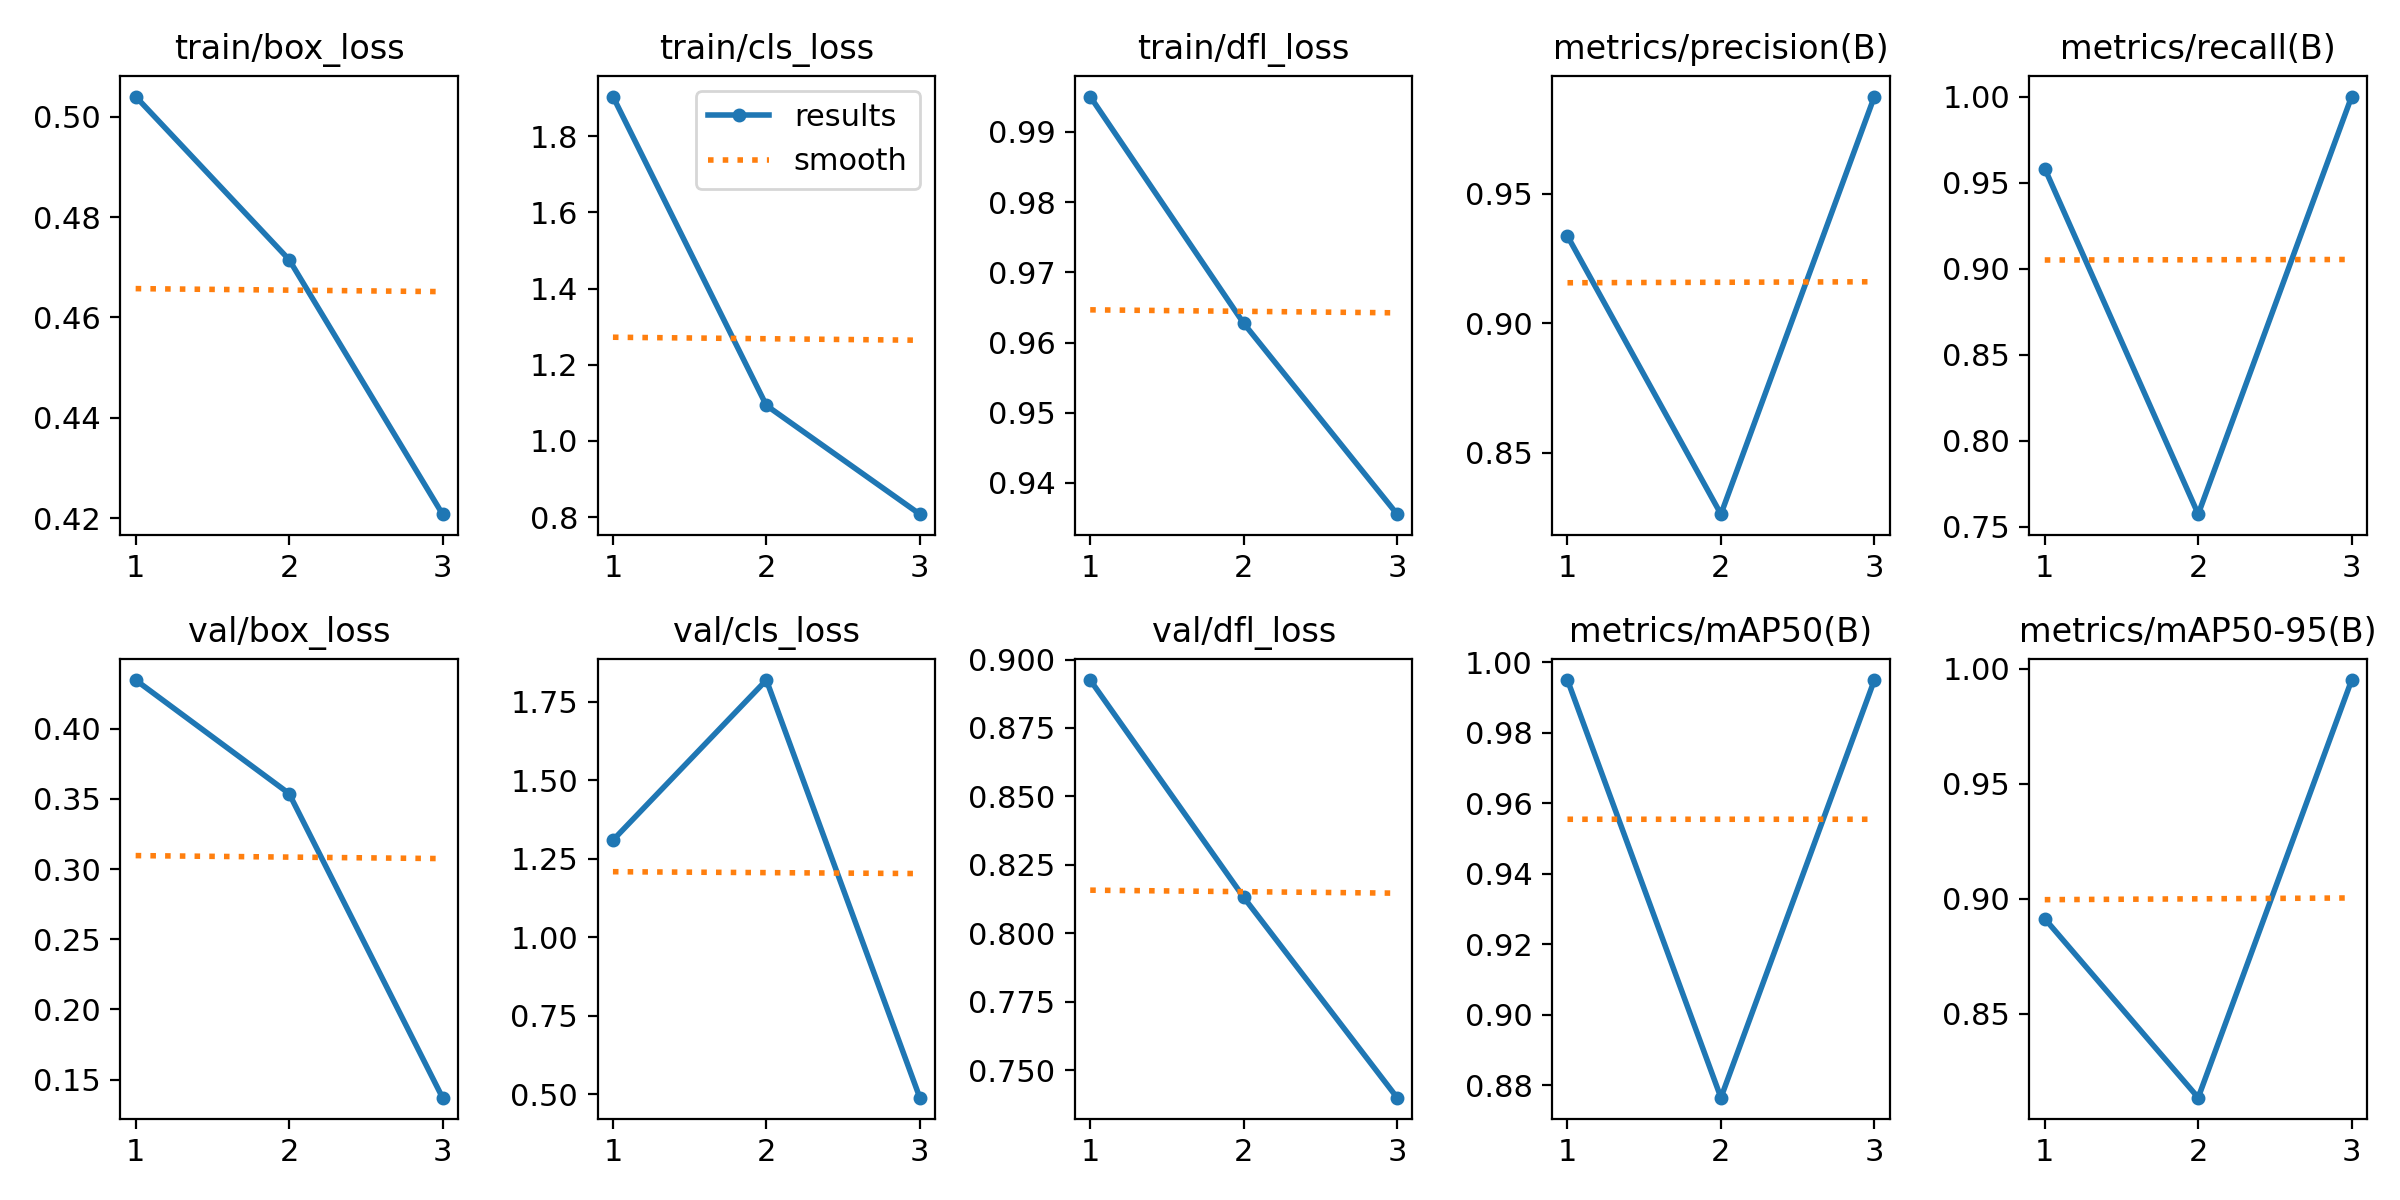 train/box_loss
0.50
0.48
0.46
0.44
0.42
1 2 3
train/cls_loss
results
smooth
1.8
1.6
1.4
1.2
1.0
0.8
1 2 3
train/dfl_loss
0.99
0.98
0.97
0.96
0.95
0.94
1 2 3
metrics/precision(B)
0.95
0.90
0.85
1 2 3
metrics/recall(B)
1.00
0.95
0.90
0.85
0.80
0.75
1 2 3
val/box_loss
0.40
0.35
0.30
0.25
0.20
0.15
1 2 3
val/cls_loss
1.75
1.50
1.25
1.00
0.75
0.50
1 2 3
val/dfl_loss
0.900
0.875
0.850
0.825
0.800
0.775
0.750
1 2 3
metrics/mAP50(B)
1.00
0.98
0.96
0.94
0.92
0.90
0.88
1 2 3
metrics/mAP50-95(B)
1.00
0.95
0.90
0.85
1 2 3